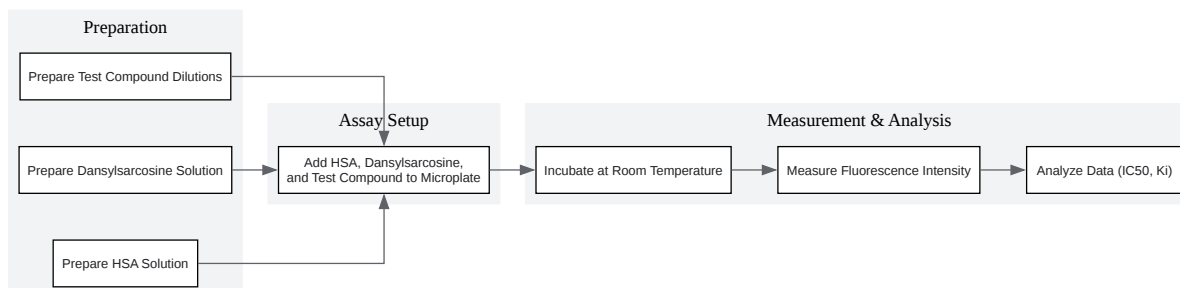 Preparation
Prepare Test Compound Dilutions
Prepare Dansylsarcosine Solution
Prepare HSA Solution
Assay Setup
Add HSA, Dansylsarcosine,
and Test Compound to Microplate
Measurement & Analysis
Incubate at Room Temperature
Measure Fluorescence Intensity
Analyze Data (IC50, Ki)